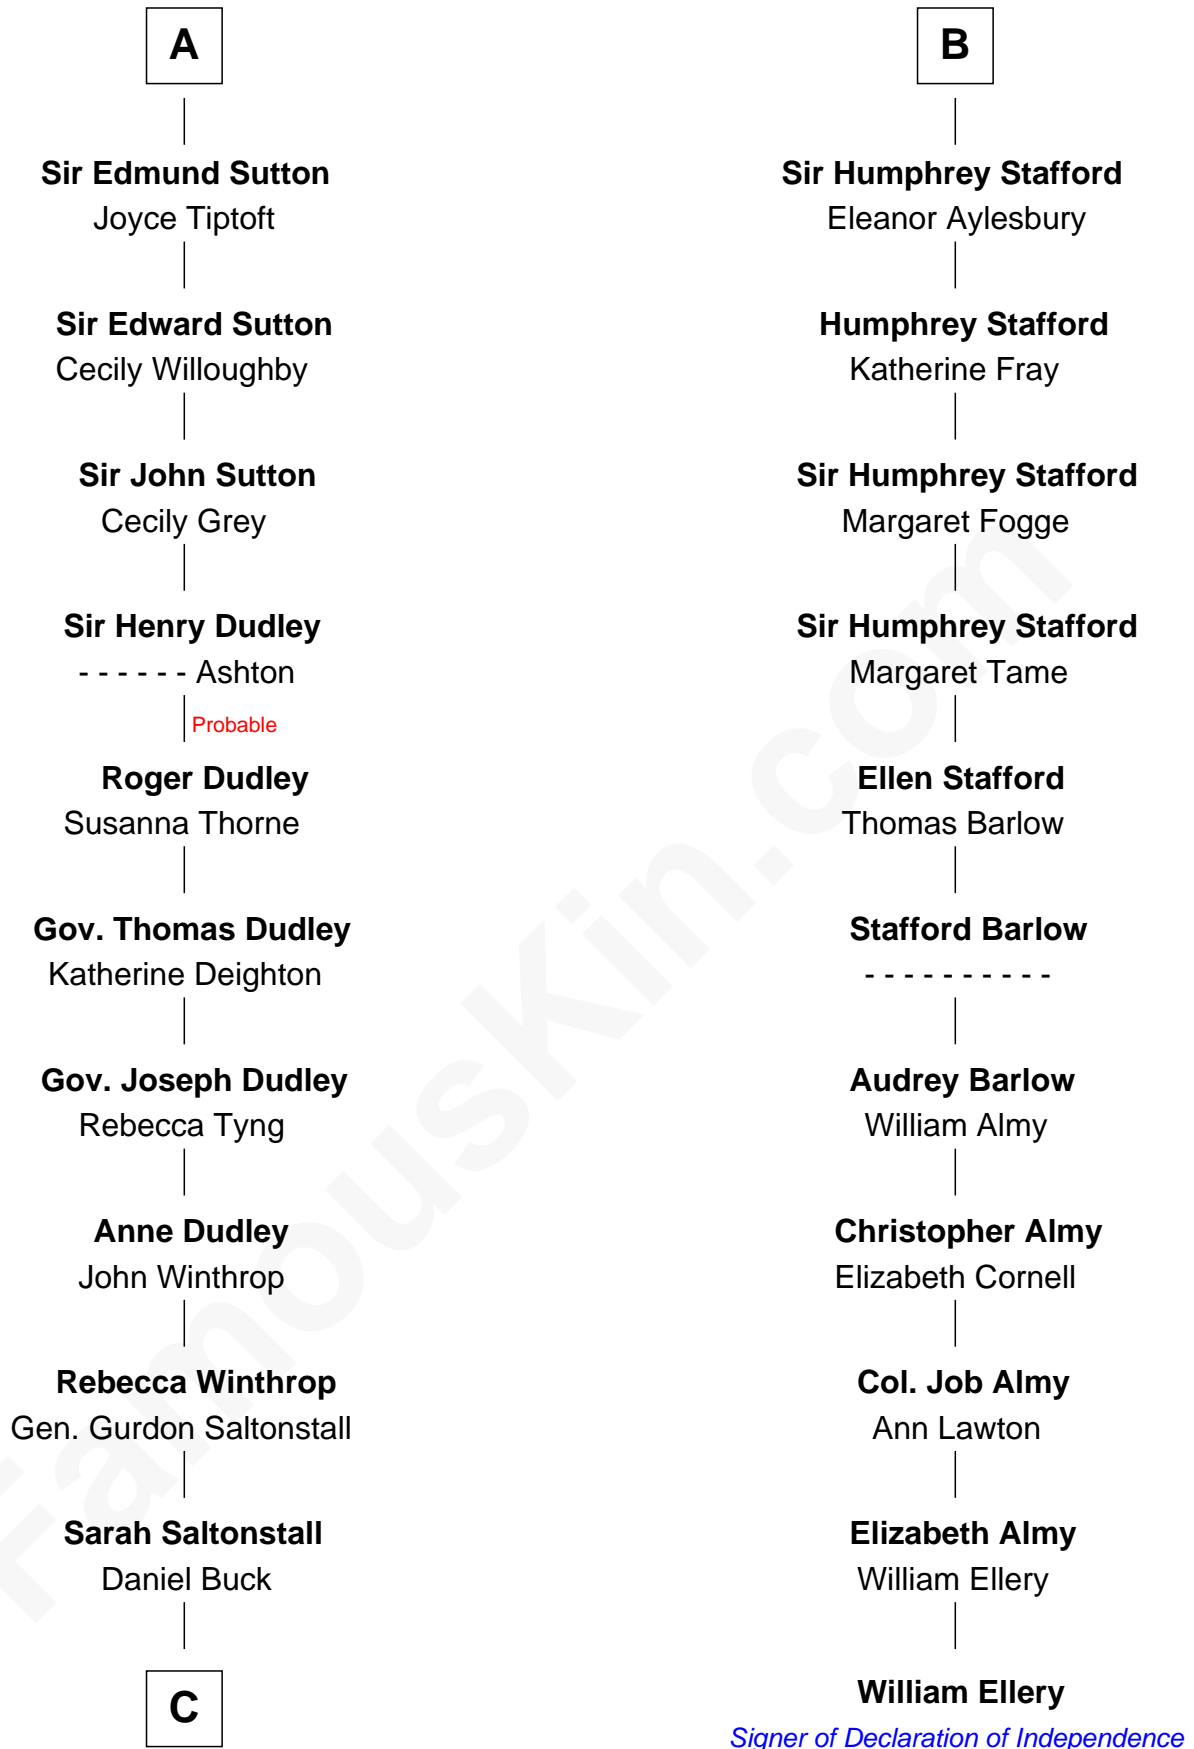 A
Sir Edmund Sutton
Joyce Tiptoft
Sir Edward Sutton
Cecily Willoughby
Sir John Sutton
Cecily Grey
Sir Henry Dudley
- - - - - - Ashton
Probable
Roger Dudley
Susanna Thorne
Gov. Thomas Dudley
Katherine Deighton
Gov. Joseph Dudley
Rebecca Tyng
Anne Dudley
John Winthrop
Rebecca Winthrop
Gen. Gurdon Saltonstall
Sarah Saltonstall
Daniel Buck
C
B
Sir Humphrey Stafford
Eleanor Aylesbury
Humphrey Stafford
Katherine Fray
Sir Humphrey Stafford
Margaret Fogge
Sir Humphrey Stafford
Margaret Tame
Ellen Stafford
Thomas Barlow
Stafford Barlow
- - - - - - - - - -
Audrey Barlow
William Almy
Christopher Almy
Elizabeth Cornell
Col. Job Almy
Ann Lawton
Elizabeth Almy
William Ellery
William Ellery
Signer of Declaration of Independence
FamousKin.com